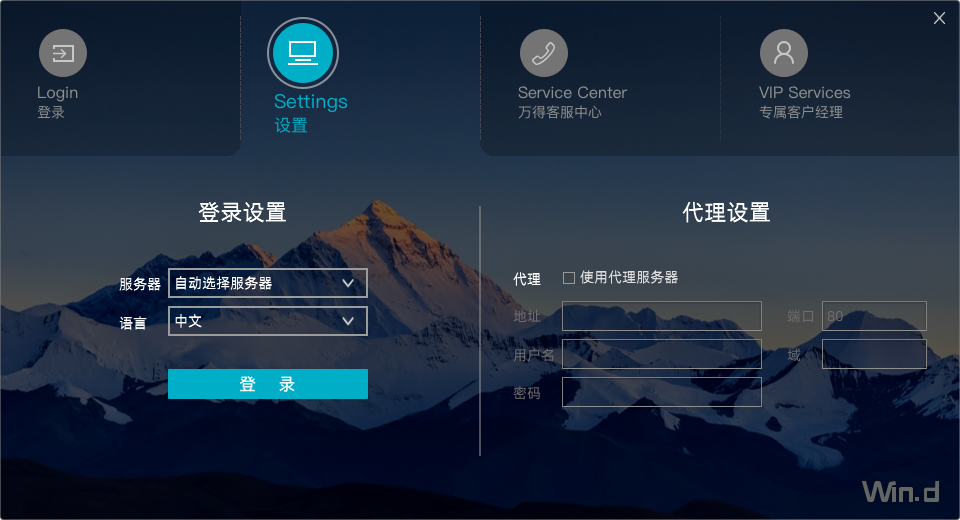 Login
登录
Settings
设置
Service Center
万得客服中心
VIP Services
专属客户经理
登录设置
服务器 自动选择服务器
语言 中文
登 录
代理设置
代理 使用代理服务器
地址 端口 80
用户名 域
密码
Win.d